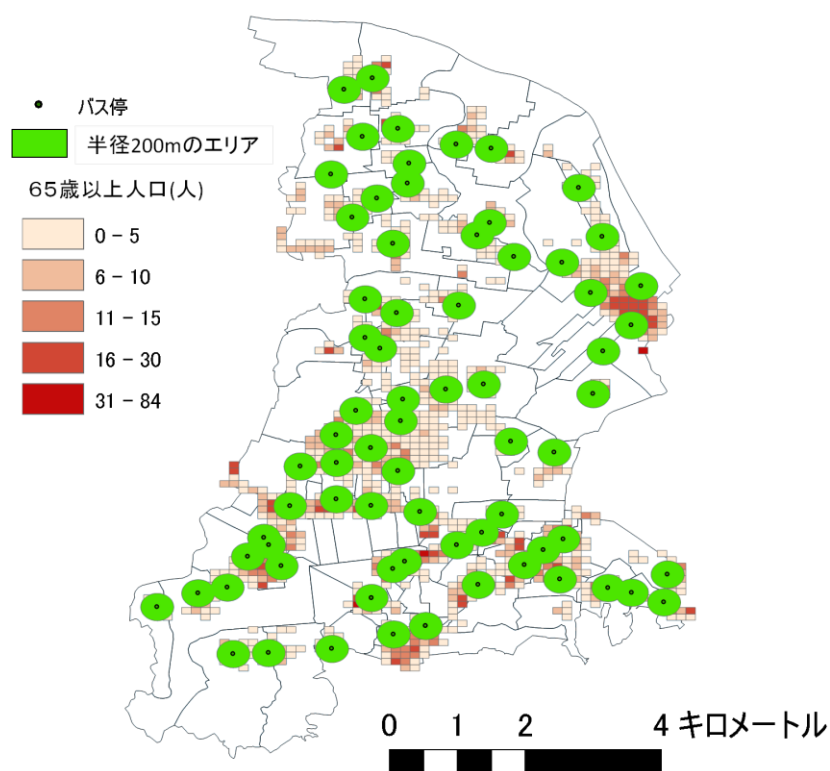 バス停
半径200mのエリア
65歳以上人口(人)
0 - 5
6 - 10
11 - 15
16 - 30
31 - 84
0 1 2 4 キロメートル